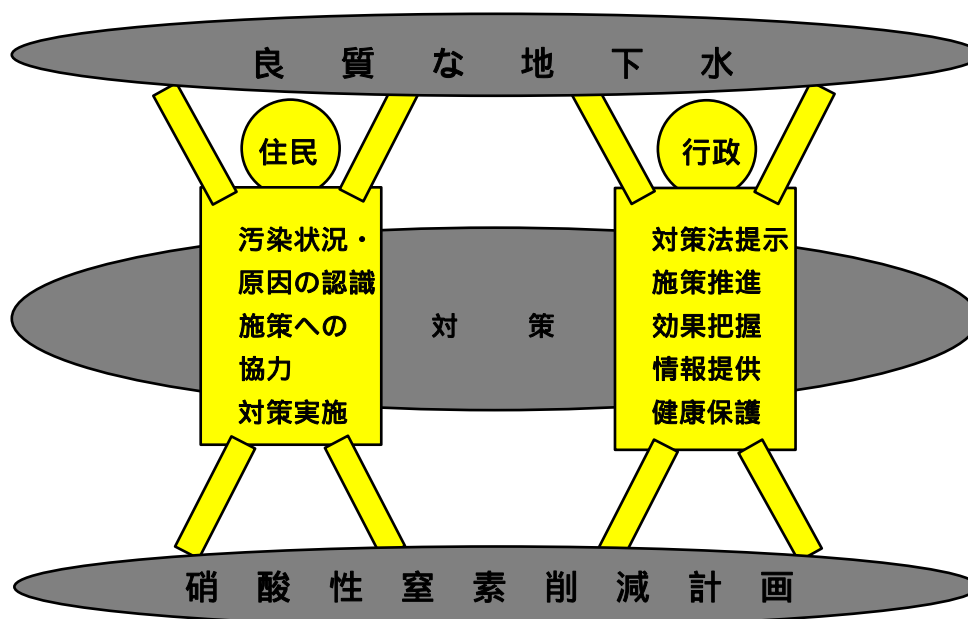 良質な地下水
住民
汚染状況・
原因の認識
施策への
協力
対策実施
対策
行政
対策法提示
施策推進
効果把握
情報提供
健康保護
硝酸性窒素削減計画